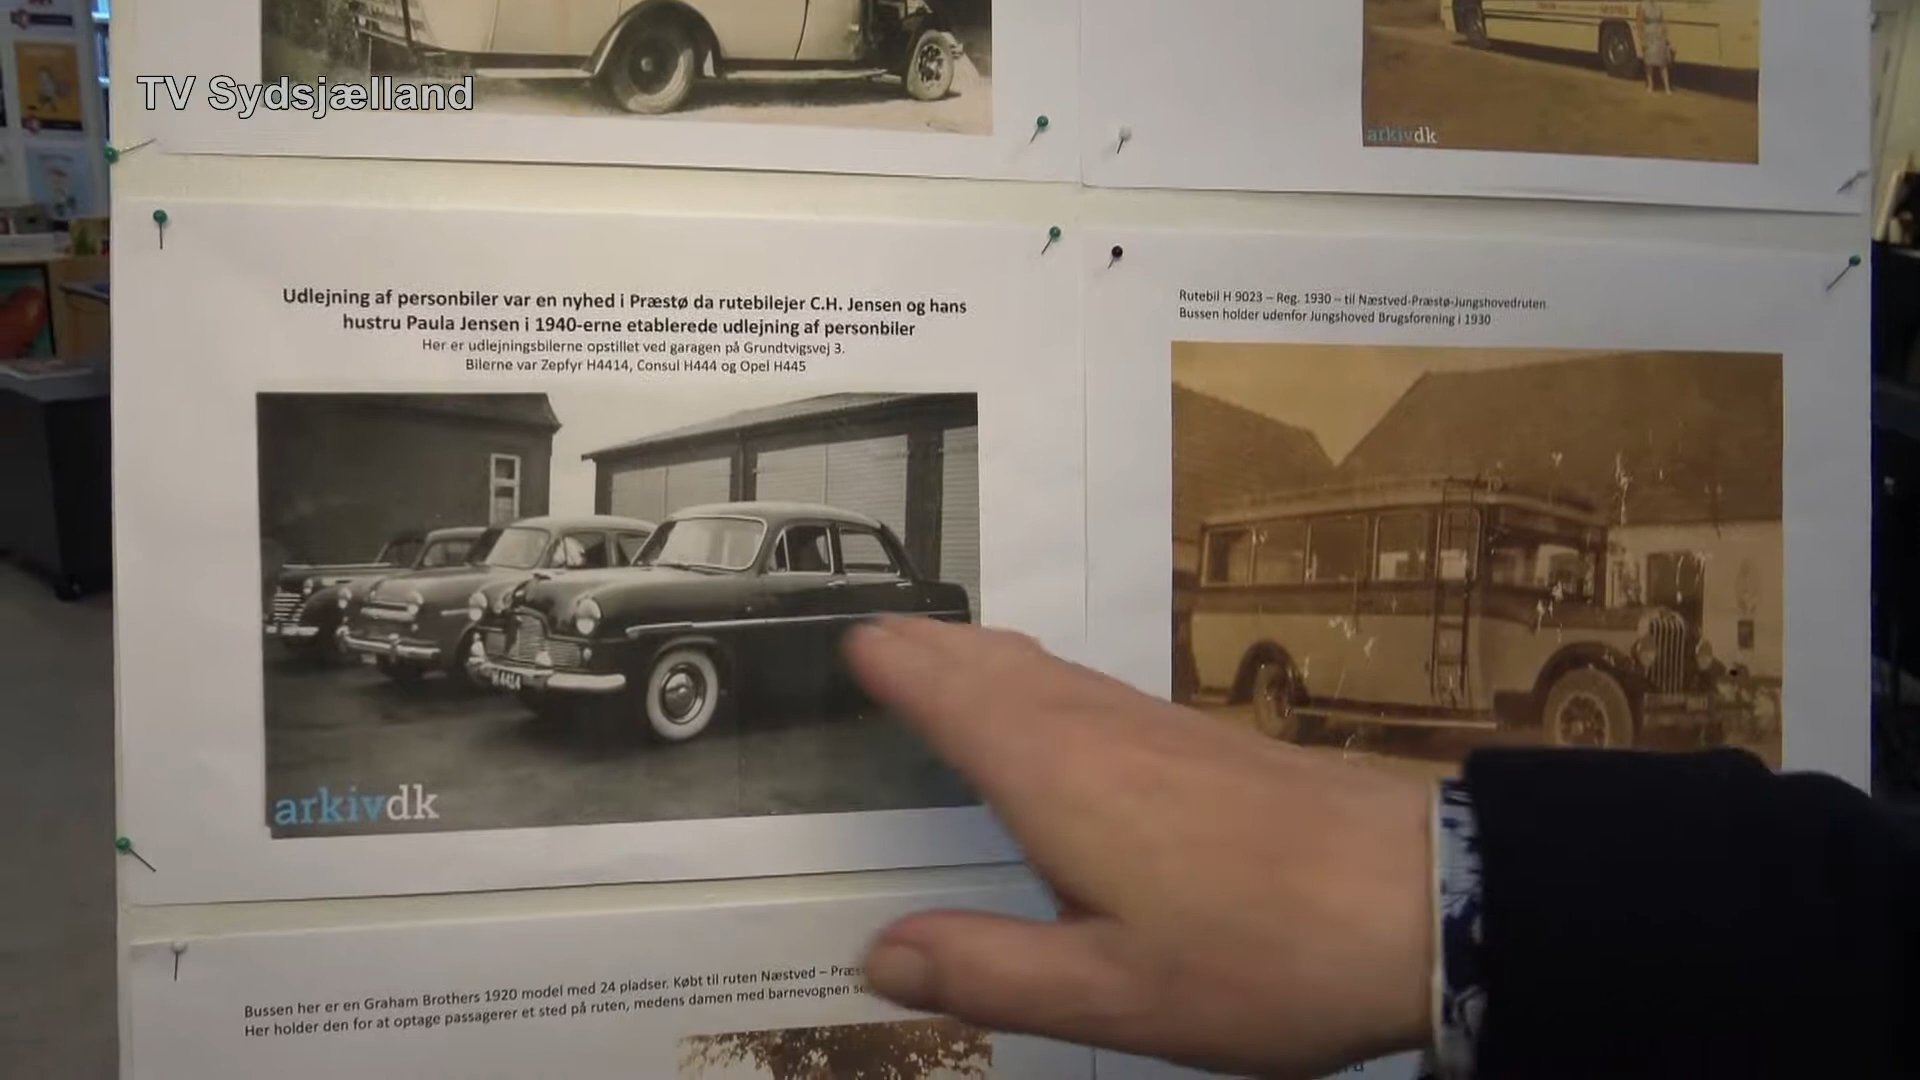 TV Sydsjælland
arkivdk
Udlejning af personbiler var en nyhed i Præstø da rutebilejer C.H. Jensen og hans
hustru Paula Jensen i 1940-erne etablerede udlejning af personbiler
Her er udlejningsbilerne opstillet ved garagen på Grundtvigsvej 3.
Bilerne var Zephyr H4414, Consul H444 og Opel H445
Rutebil H 9023 – Reg. 1930 – til Næstved-Præstø-Jungshovedruten
Bussen holder udenfor Jungshoved Brugsforening i 1930
H 4414
arkivdk
Bussen her er en Graham Brothers 1920 model med 24 pladser. Købt til ruten Næstved –
Her holder den for at optage passagerer et sted på ruten, medens damen med barnevognen